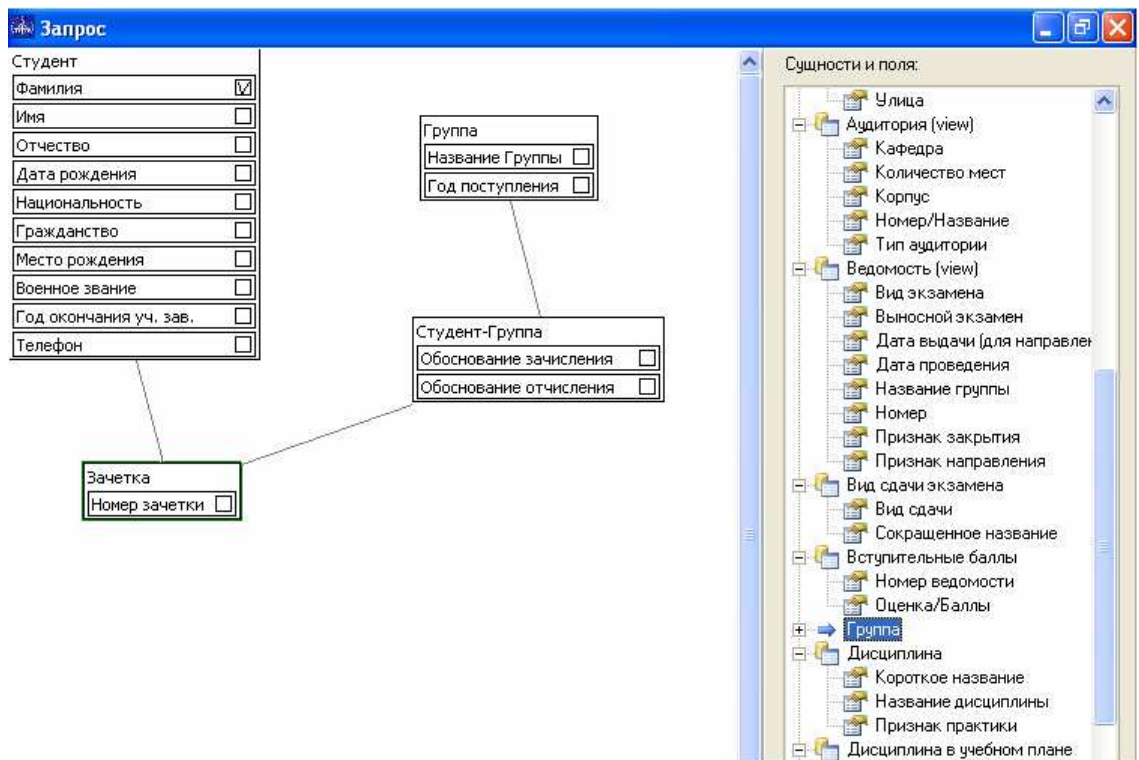 Запрос
Студент
Фамилия
Имя
Отчество
Дата рождения
Национальность
Гражданство
Место рождения
Военное звание
Год окончания уч. зав.
Телефон
Группа
Название Группы
Год поступления
Студент-Группа
Обоснование зачисления
Обоснование отчисления
Зачетка
Номер зачетки
Сущности и поля:
Улица
Аудитория (view)
Кафедра
Количество мест
Корпус
Номер/Название
Тип аудитории
Ведомость (view)
Вид экзамена
Выносной экзамен
Дата выдачи (для направлен
Дата проведения
Название группы
Номер
Признак закрытия
Признак направления
Вид сдачи экзамена
Вид сдачи
Сокращенное название
Вступительные баллы
Номер ведомости
Оценка/Баллы
Группа
Дисциплина
Короткое название
Название дисциплины
Признак практики
Дисциплина в учебном плане